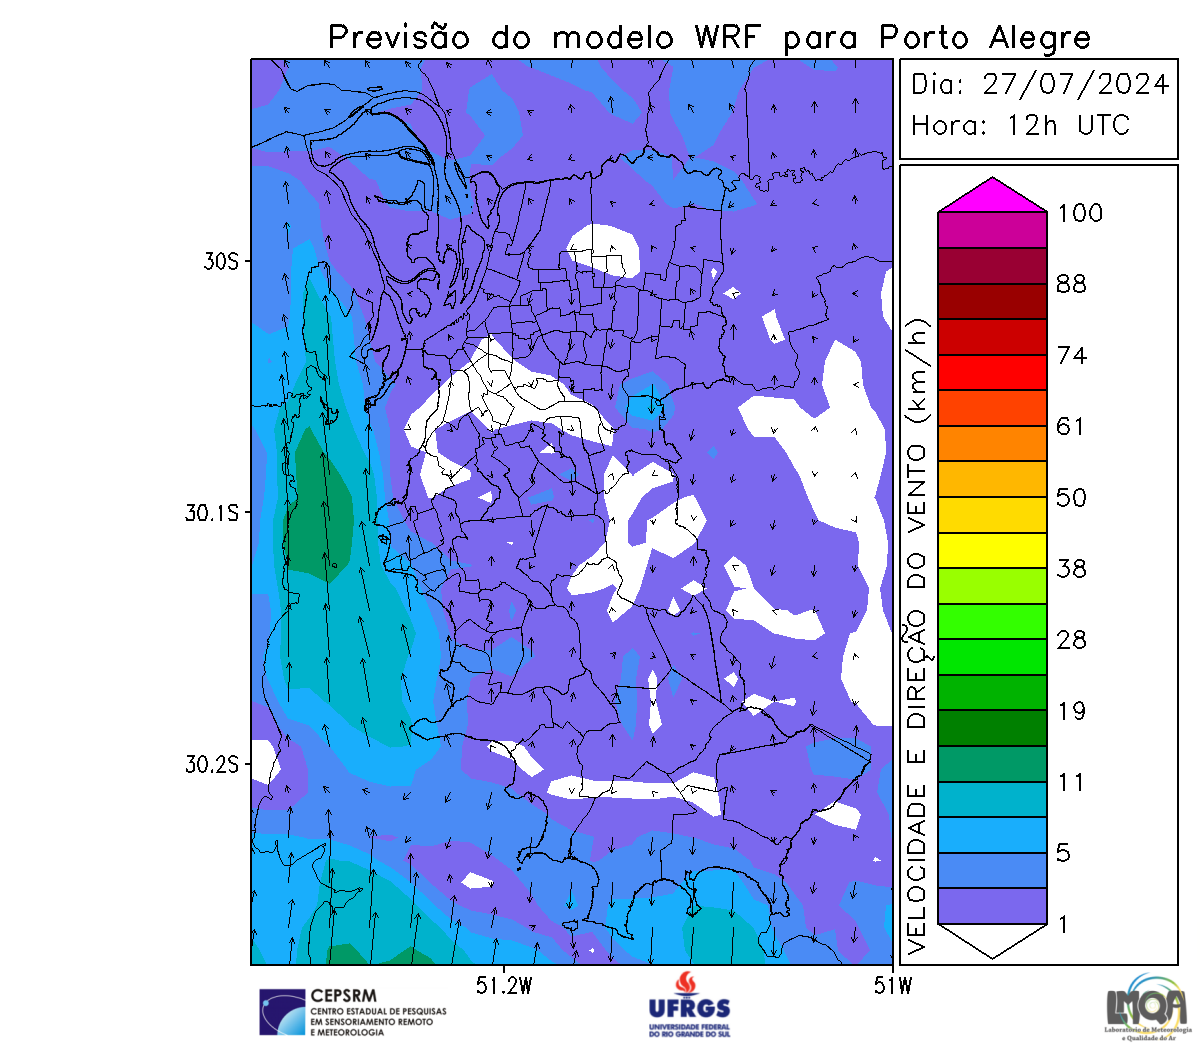 Previsão do modelo WRF para Porto Alegre
Dia: 27/07/2024
Hora: 12h UTC
30S
30.1S
30.2S
51.2W
51W
VELOCIDADE E DIREÇÃO DO VENTO (km/h)
100
88
74
61
50
38
28
19
11
5
1
CEPSRM
CENTRO ESTADUAL DE PESQUISAS
EM SENSORIAMENTO REMOTO
E METEOROLOGIA
UFRGS
UNIVERSIDADE FEDERAL
DO RIO GRANDE DO SUL
LMQA
Laboratório de Meteorologia
e Qualidade do Ar